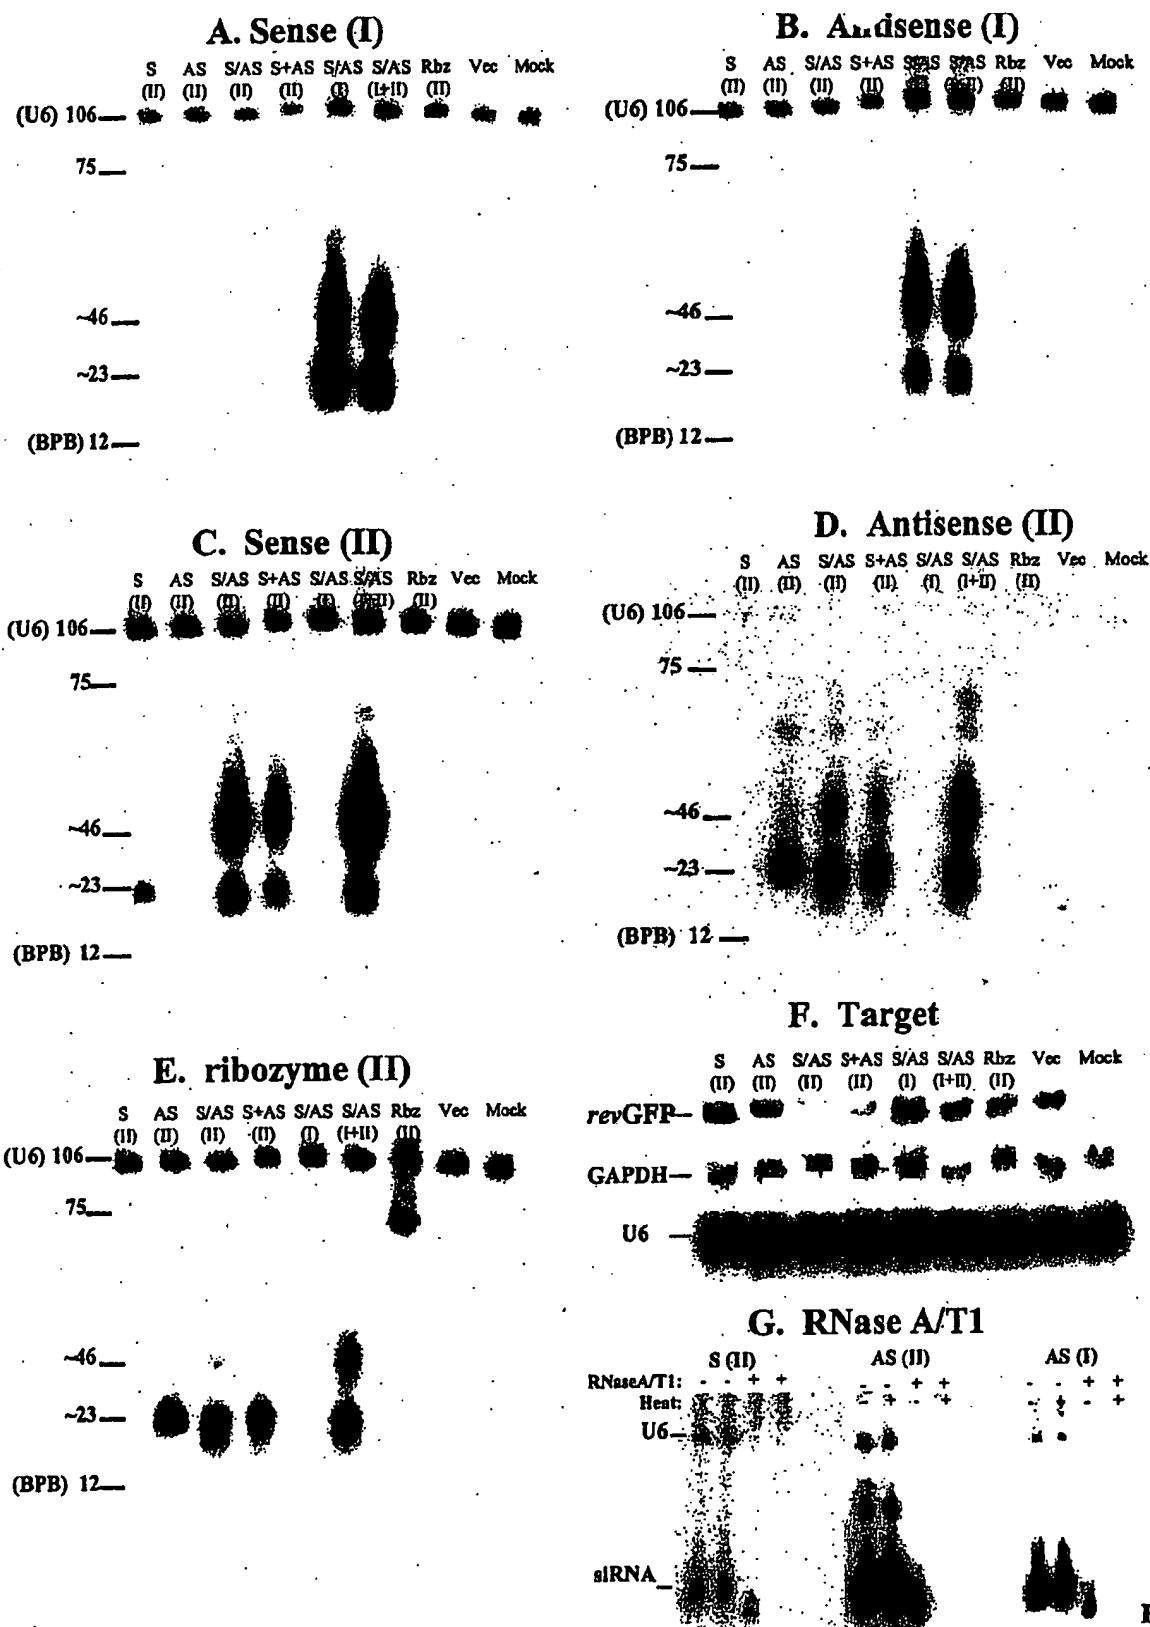 A. Sense (I)
S AS S/AS S+AS S/AS S/AS Rbz Vec Mock
(II) (II) (II) (II) (I) (I+II) (II)
(U6) 106
75
~46
~23
(BPB) 12
B. Antisense (I)
S AS S/AS S+AS S/AS S/AS Rbz Vec Mock
(II) (II) (II) (II) (II)
(U6) 106
75
~46
~23
(BPB) 12
C. Sense (II)
S AS S/AS S+AS S/AS S/AS Rbz Vec Mock
(II) (II) (II) (II) (I) (I+II) (II)
(U6) 106
75
~46
~23
(BPB) 12
D. Antisense (II)
S AS S/AS S+AS S/AS S/AS Rbz Vec Mock
(II) (II) (II) (II) (I) (I+II) (II)
(U6) 106
75
~46
~23
(BPB) 12
E. ribozyme (II)
S AS S/AS S+AS S/AS S/AS Rbz Vec Mock
(II) (II) (II) (II) (I) (I+II) (II)
(U6) 106
75
~46
~23
(BPB) 12
F. Target
S AS S/AS S+AS S/AS S/AS Rbz Vec Mock
(II) (II) (II) (II) (I) (I+II) (II)
revGFP
GAPDH
U6
G. RNase A/T1
S (II) AS (II) AS (I)
RNaseA/T1: - - + + - - + + - - + +
Heat: - + - + - + - +
U6
siRNA